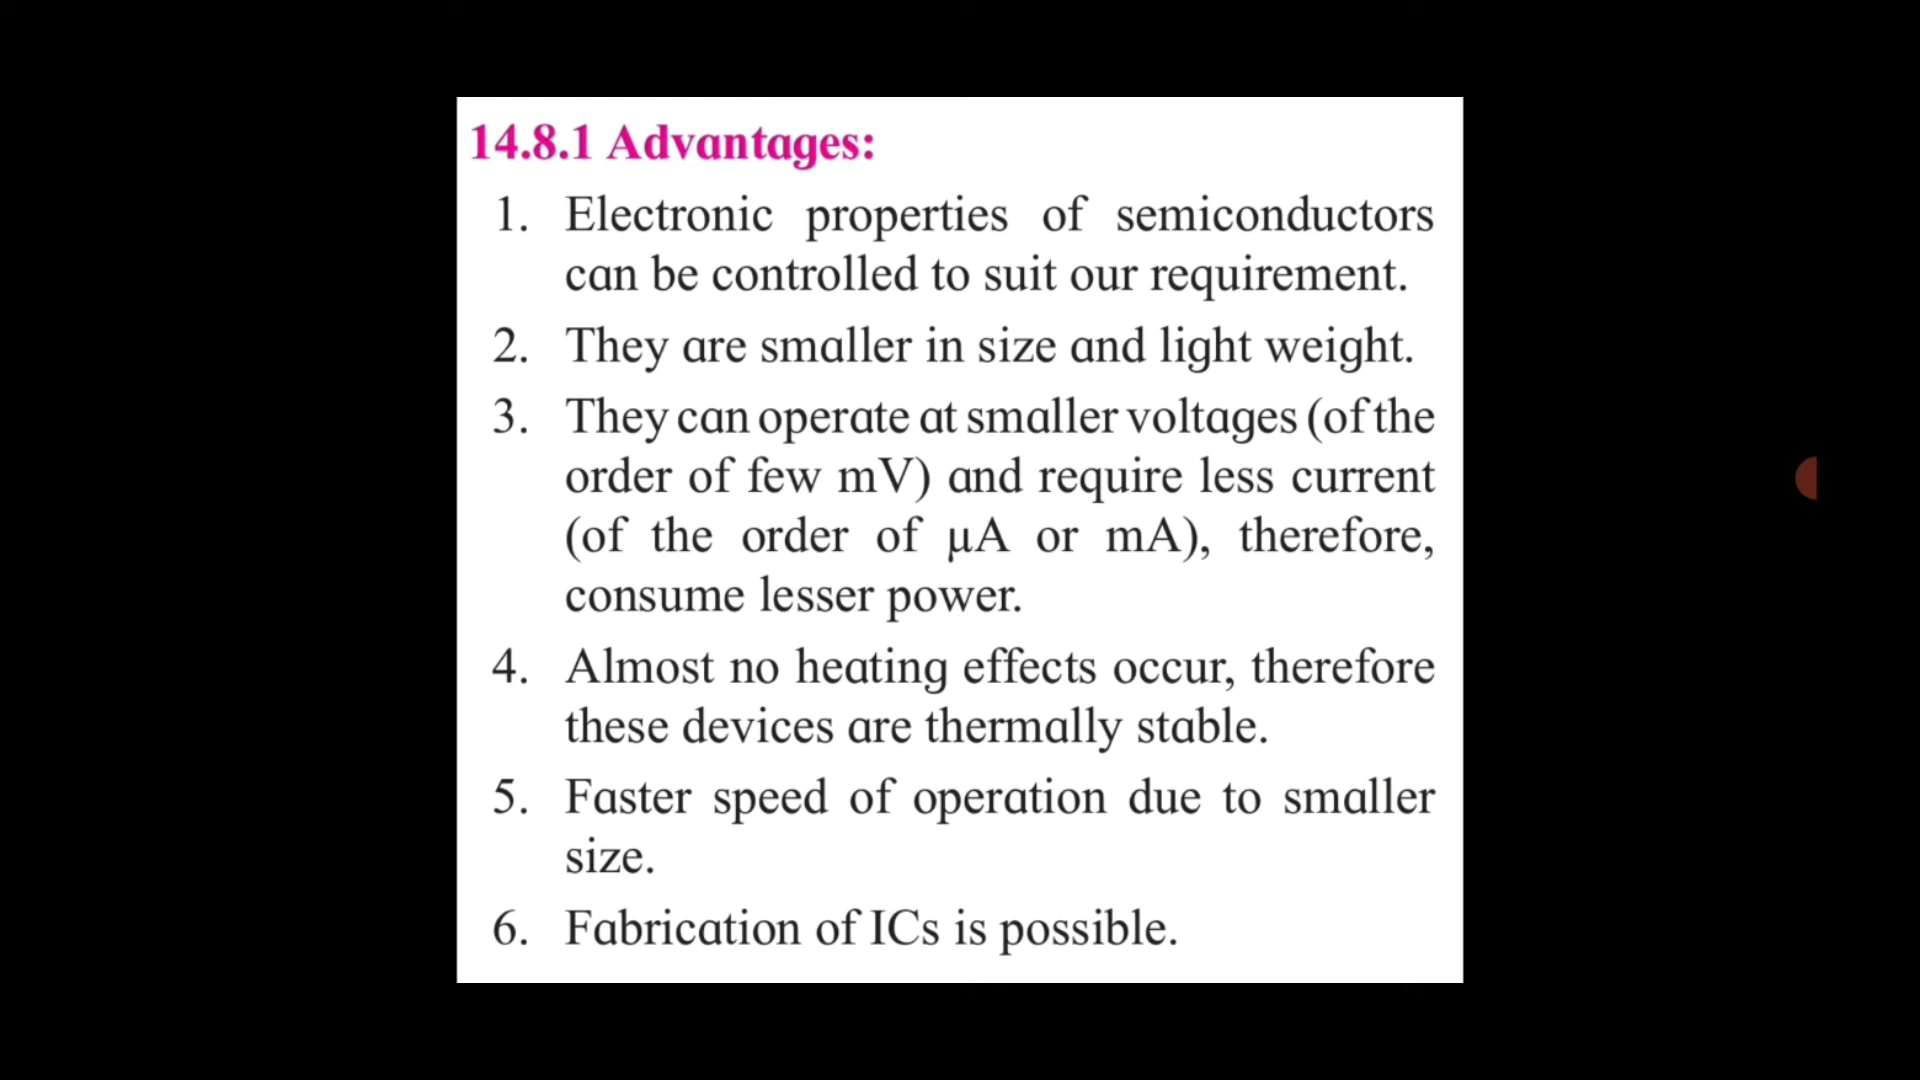 14.8.1 Advantages:
1. Electronic properties of semiconductors
can be controlled to suit our requirement.
2. They are smaller in size and light weight.
3. They can operate at smaller voltages (of the
order of few mV) and require less current
(of the order of µA or mA), therefore,
consume lesser power.
4. Almost no heating effects occur, therefore
these devices are thermally stable.
5. Faster speed of operation due to smaller
size.
6. Fabrication of ICs is possible.